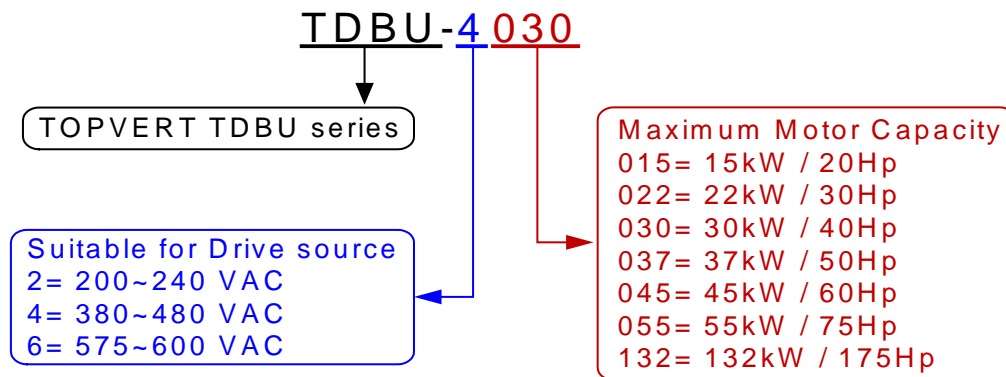 TDBU-4030
TOPVERT TDBU series
Suitable for Drive source
2= 200~240 VAC
4= 380~480 VAC
6= 575~600 VAC
Maximum Motor Capacity
015= 15kW / 20Hp
022= 22kW / 30Hp
030= 30kW / 40Hp
037= 37kW / 50Hp
045= 45kW / 60Hp
055= 55kW / 75Hp
132= 132kW / 175Hp